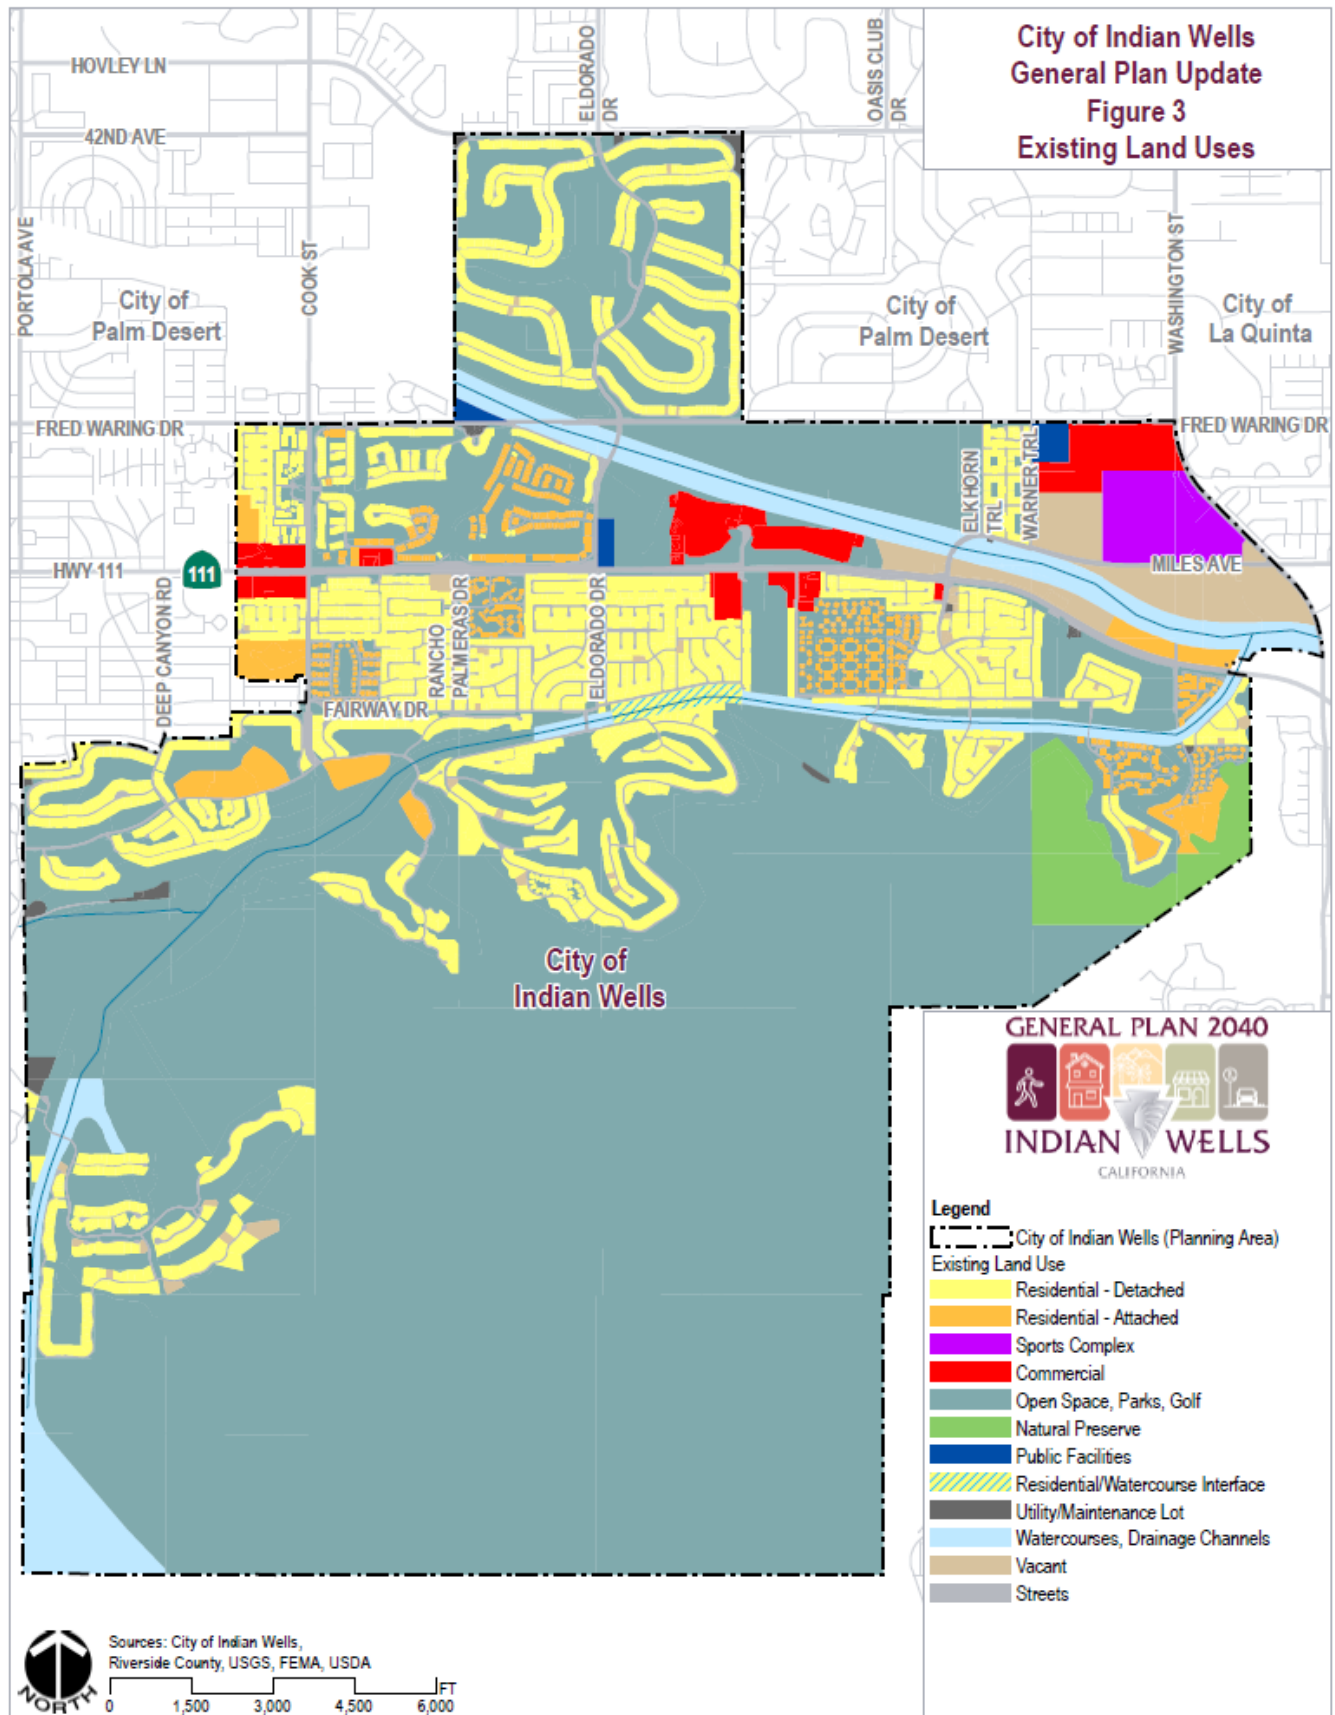 City of Indian Wells
General Plan Update
Figure 3
Existing Land Uses
HOVLEY LN
42ND AVE
ELDORADO
DR
OASIS CLUB
DR
PORTOLA AVE
COOK ST
WASHINGTON ST
City of
Palm Desert
City of
Palm Desert
City of
La Quinta
FRED WARING DR
FRED WARING DR
ELKHORN
TRL
WARNER TRL
HWY 111
111
MILES AVE
DEEP CANYON RD
RANCHO
PALMERAS DR
ELDORADO DR
FAIRWAY DR
City of
Indian Wells
GENERAL PLAN 2040
INDIAN WELLS
CALIFORNIA
Legend
City of Indian Wells (Planning Area)
Existing Land Use
Residential - Detached
Residential - Attached
Sports Complex
Commercial
Open Space, Parks, Golf
Natural Preserve
Public Facilities
Residential/Watercourse Interface
Utility/Maintenance Lot
Watercourses, Drainage Channels
Vacant
Streets
NORTH
Sources: City of Indian Wells,
Riverside County, USGS, FEMA, USDA
FT
0 1,500 3,000 4,500 6,000